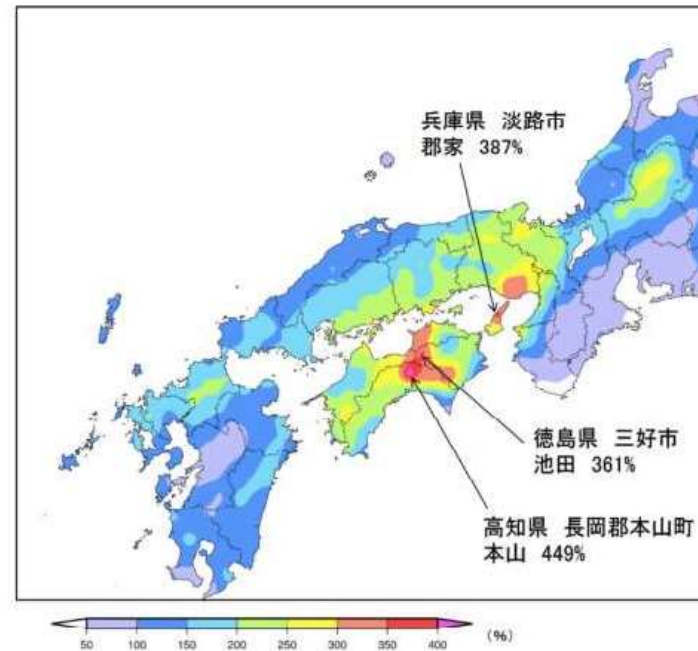 兵庫県 淡路市
郡家 387%
徳島県 三好市
池田 361%
高知県 長岡郡本山町
本山 449%
50 100 150 200 250 300 350 400 (%)